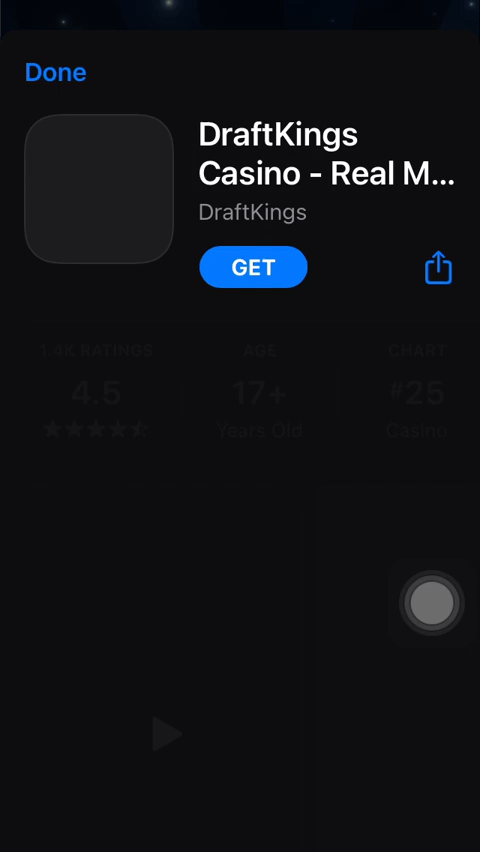 Done
DraftKings
Casino - Real M...
DraftKings
GET
1.4K RATINGS
AGE
CHART
4.5
17+
#25
Years Old
Casino